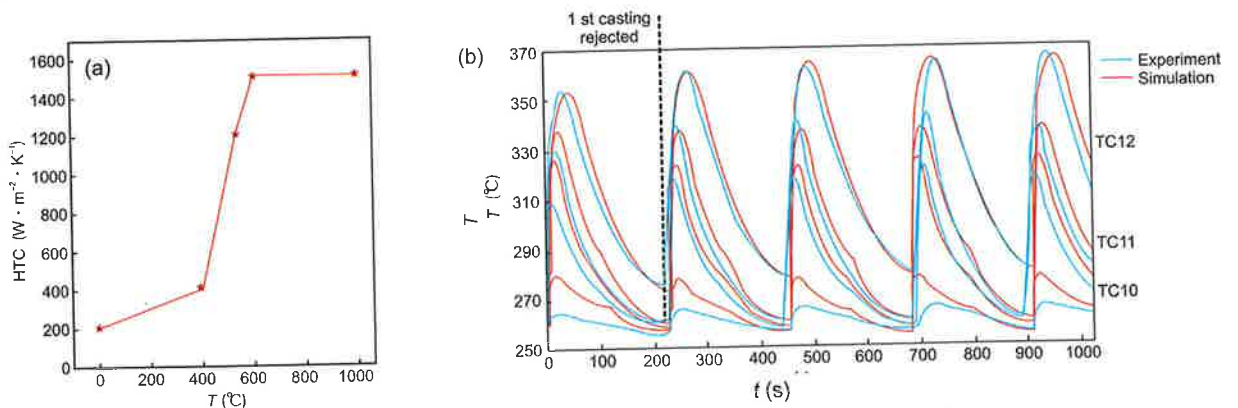 (a)
1600
1400
1200
1000
800
600
400
200
0
HTC (W · m⁻² · K⁻¹)
0 200 400 600 800 1000
T (℃)
1 st casting
rejected
(b)
370
350
330
310
290
270
250
T
T (℃)
0 100 200 300 400 500 600 700 800 900 1000
t (s)
Experiment
Simulation
TC12
TC11
TC10